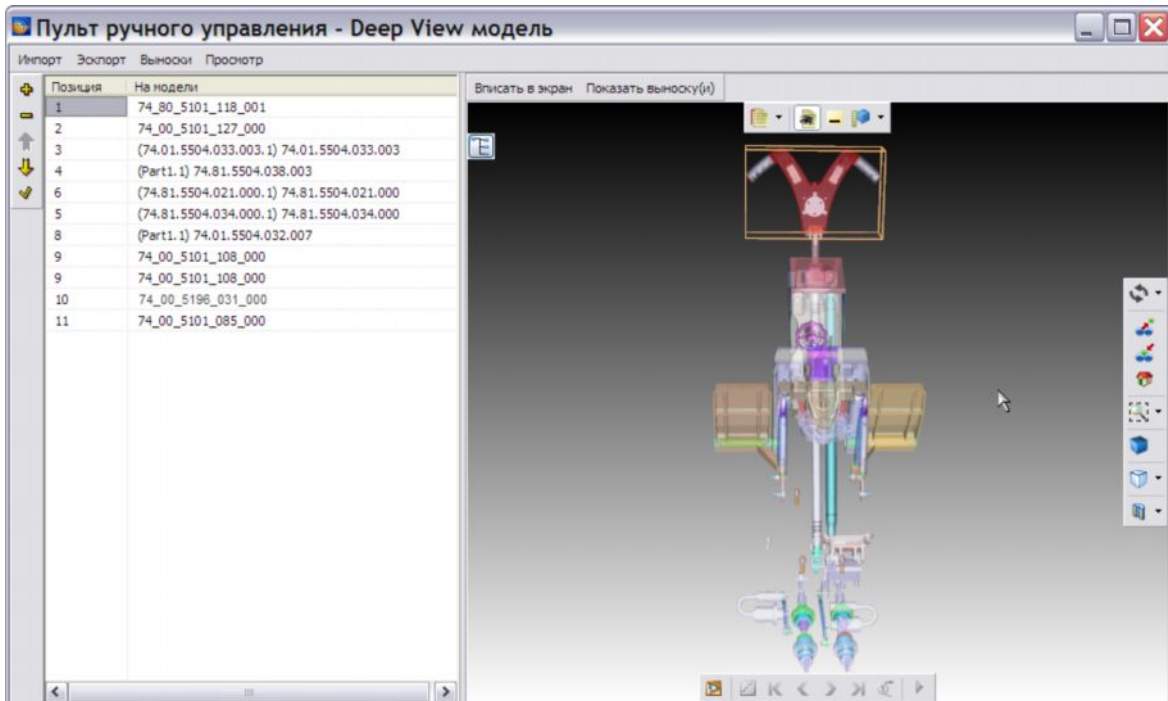 Пульт ручного управления - Deep View модель
Импорт Эскпорт Выноски Просмотр
Позиция На модели
Вписать в экран Показать выноску(и)
1 74_80_5101_118_001
2 74_00_5101_127_000
3 (74.01.5504.033.003.1) 74.01.5504.033.003
4 (Part1.1) 74.81.5504.038.003
6 (74.81.5504.021.000.1) 74.81.5504.021.000
5 (74.81.5504.034.000.1) 74.81.5504.034.000
8 (Part1.1) 74.01.5504.032.007
9 74_00_5101_108_000
9 74_00_5101_108_000
10 74_00_5196_031_000
11 74_00_5101_085_000